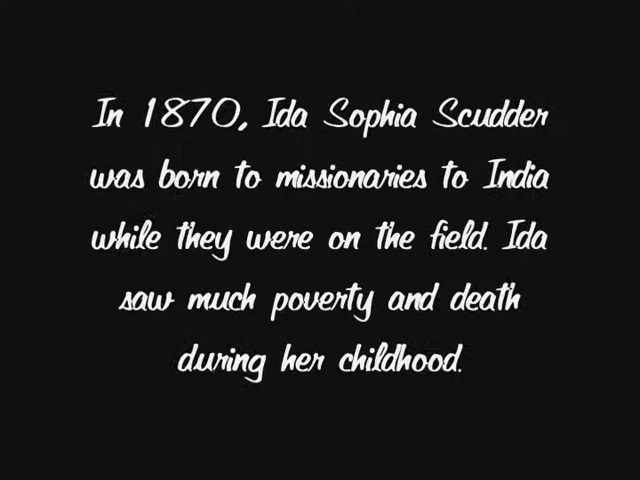 In 1870, Ida Sophia Scudder
was born to missionaries to India
while they were on the field. Ida
saw much poverty and death
during her childhood.